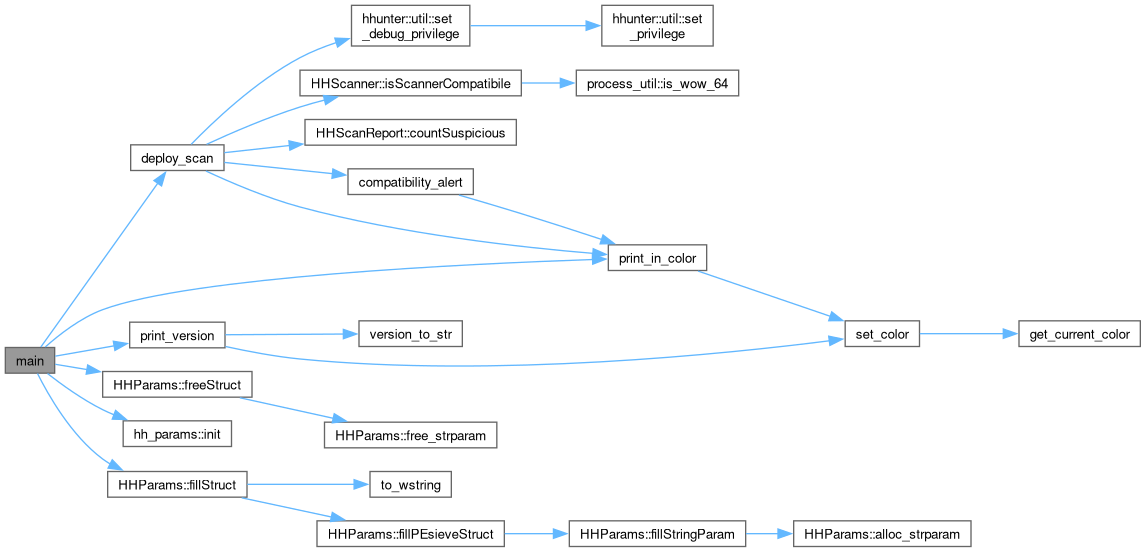 hhunter::util::set
_debug_privilege
hhunter::util::set
_privilege
HHScanner::isScannerCompatibile
process_util::is_wow_64
HHScanReport::countSuspicious
deploy_scan
compatibility_alert
print_in_color
print_version
version_to_str
set_color
get_current_color
main
HHParams::freeStruct
hh_params::init
HHParams::free_strparam
HHParams::fillStruct
to_wstring
HHParams::fillPEsieveStruct
HHParams::fillStringParam
HHParams::alloc_strparam